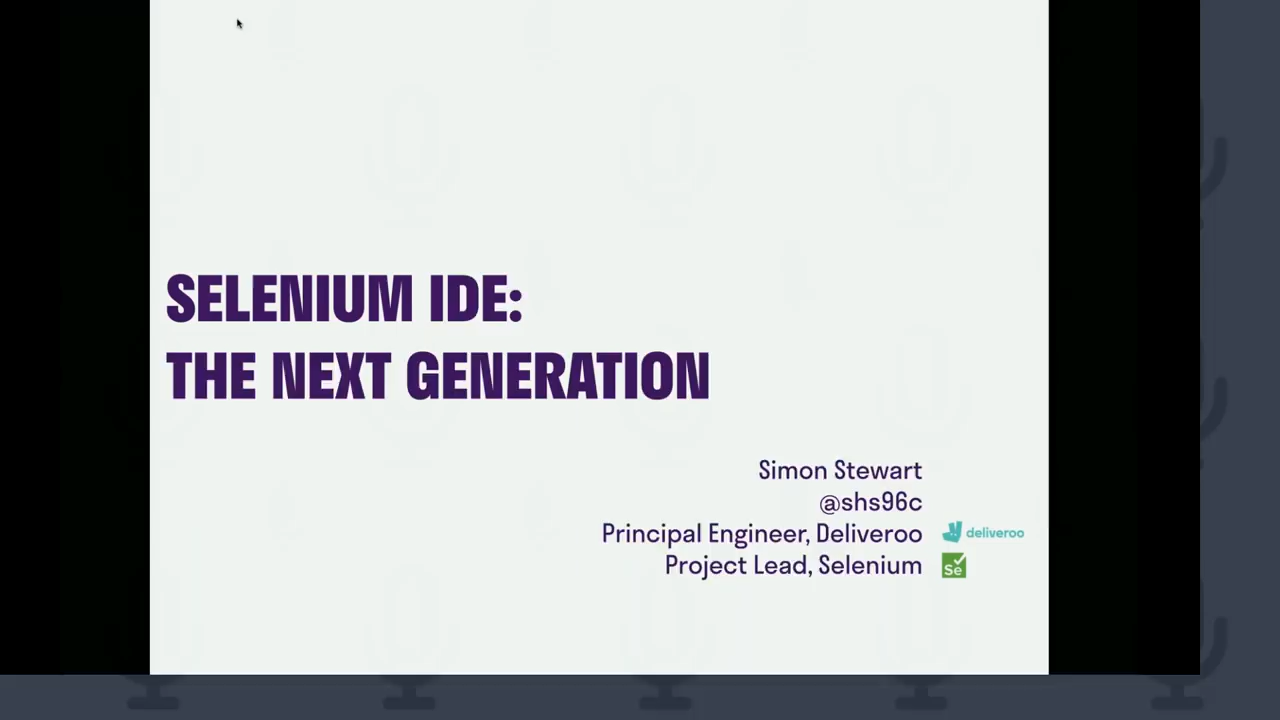 SELENIUM IDE:
THE NEXT GENERATION
Simon Stewart
@shs96c
Principal Engineer, Deliveroo
deliveroo
Project Lead, Selenium
Se